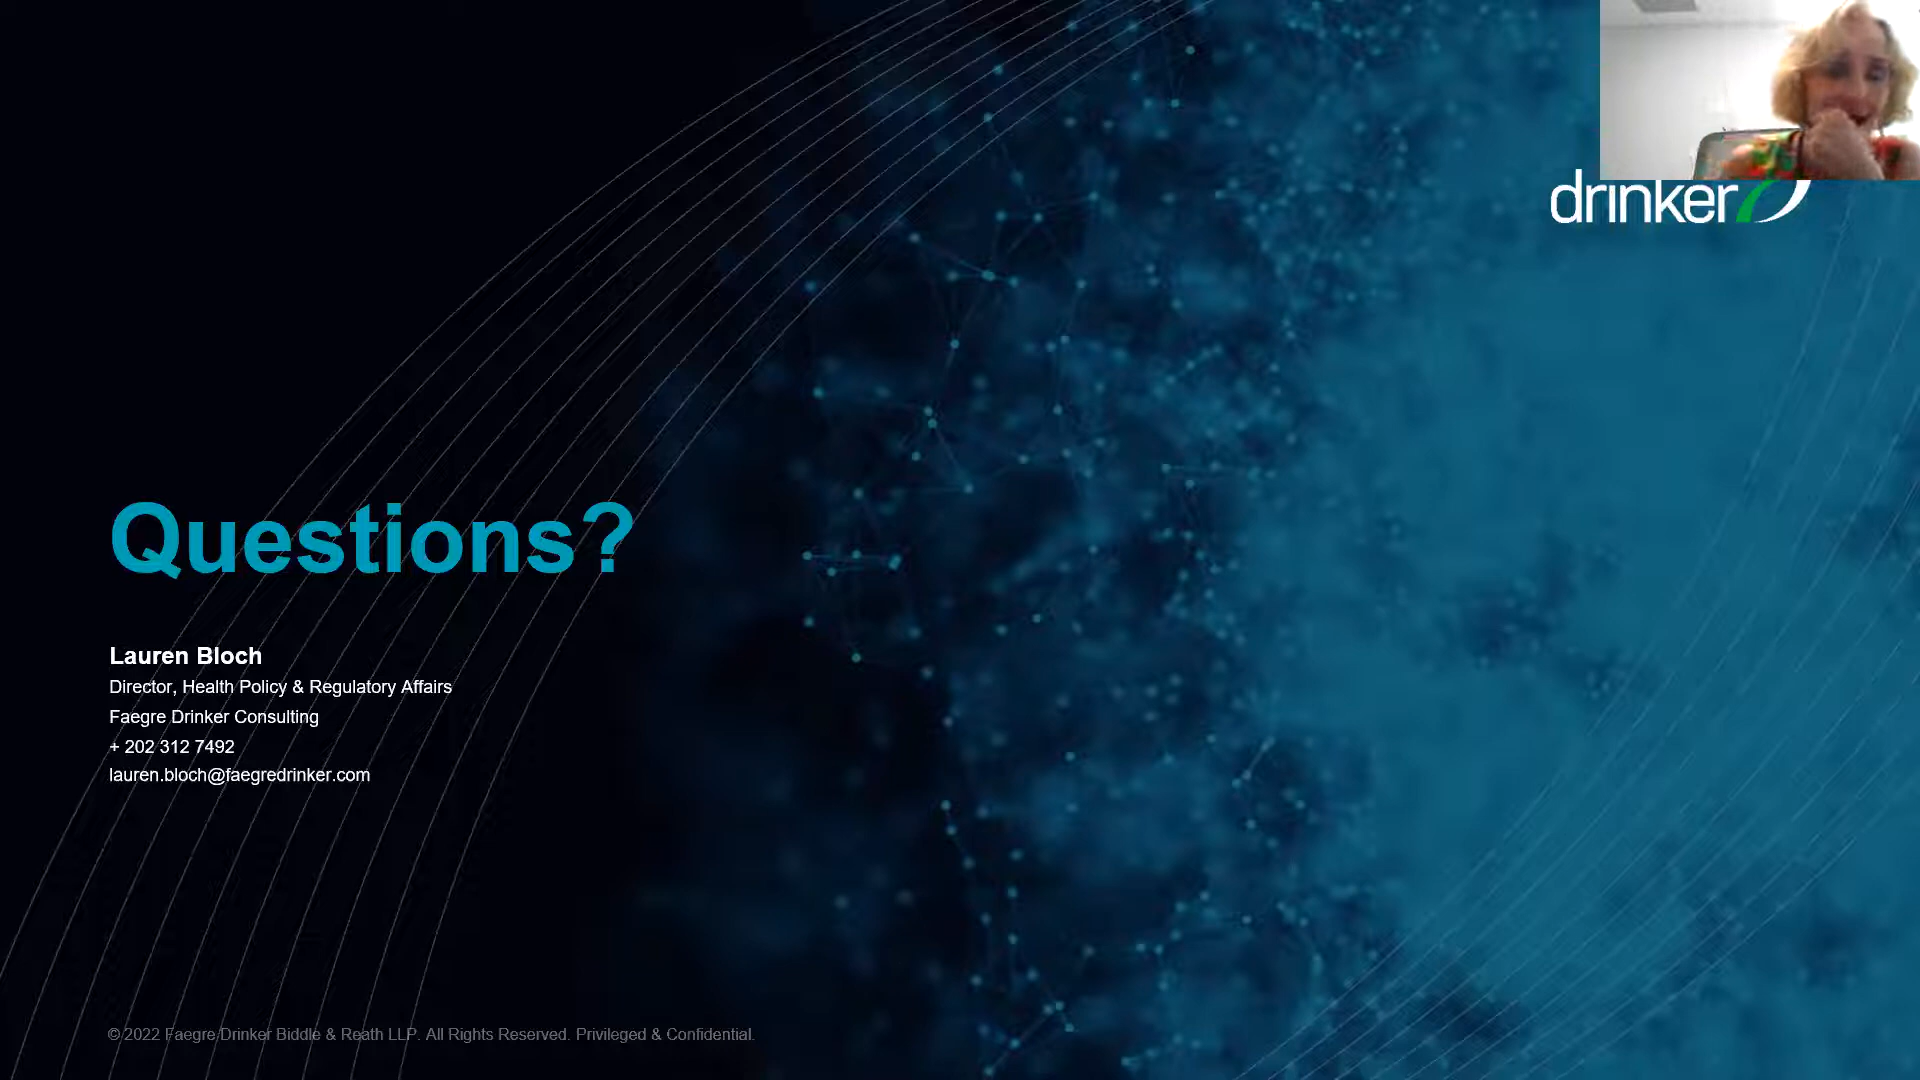 drinker
Questions?
Lauren Bloch
Director, Health Policy & Regulatory Affairs
Faegre Drinker Consulting
+ 202 312 7492
lauren.bloch@faegredrinker.com
©2022 Faegre Drinker Biddle & Reath LLP. All Rights Reserved. Privileged & Confidential.